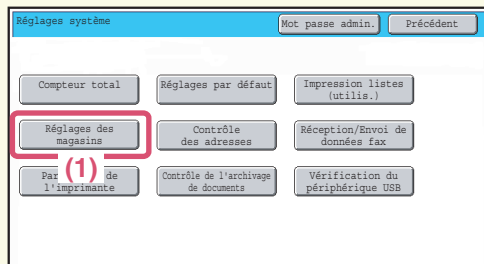 Réglages système
Mot passe admin.
Précédent
Compteur total
Réglages par défaut
Impression listes
(utilis.)
Réglages des
magasins
Contrôle
des adresses
Réception/Envoi de
données fax
(1)
de
l'imprimante
Contrôle de l'archivage
de documents
Vérification du
périphérique USB